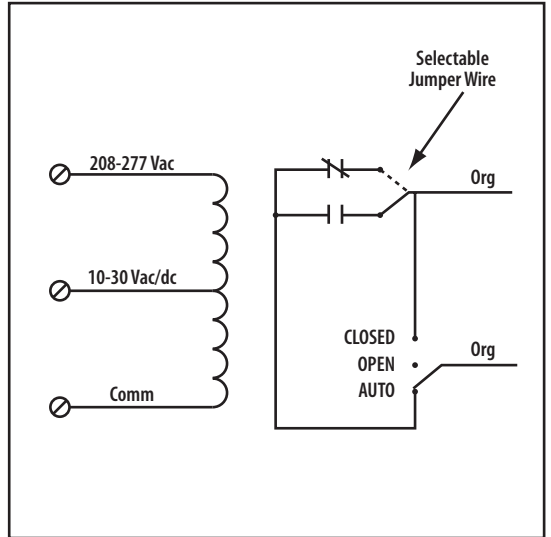 Selectable
Jumper Wire
208-277 Vac
Org
10-30 Vac/dc
CLOSED
OPEN
Org
AUTO
Comm